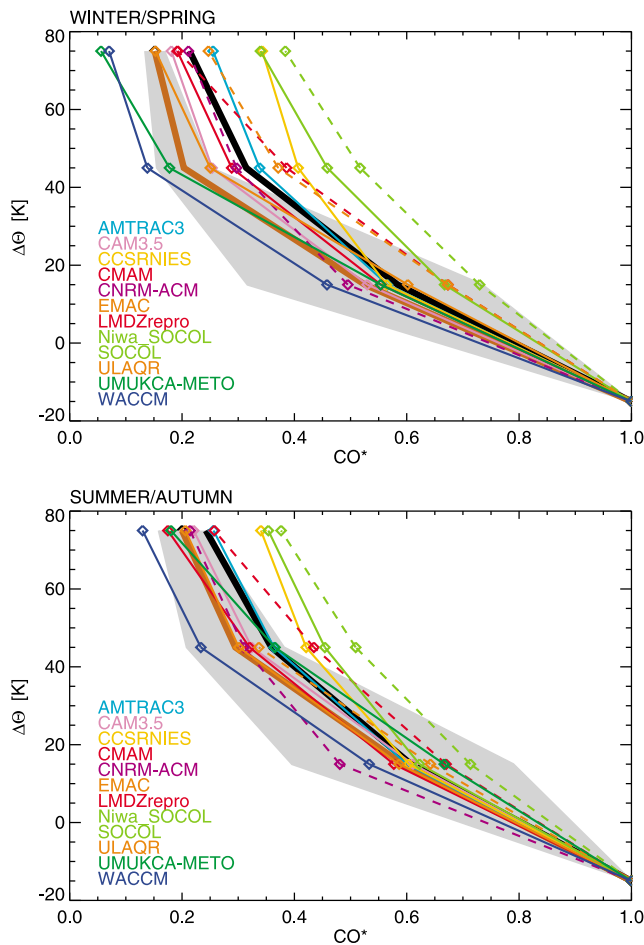 WINTER/SPRING
80
60
40
20
0
-20
ΔΘ [K]
AMTRAC3
CAM3.5
CCSRNIES
CMAM
CNRM-ACM
EMAC
LMDZrepro
Niwa_SOCOL
SOCOL
ULAQR
UMUKCA-METO
WACCM
0.0 0.2 0.4 0.6 0.8 1.0
CO*
SUMMER/AUTUMN
80
60
40
20
0
-20
ΔΘ [K]
AMTRAC3
CAM3.5
CCSRNIES
CMAM
CNRM-ACM
EMAC
LMDZrepro
Niwa_SOCOL
SOCOL
ULAQR
UMUKCA-METO
WACCM
0.0 0.2 0.4 0.6 0.8 1.0
CO*